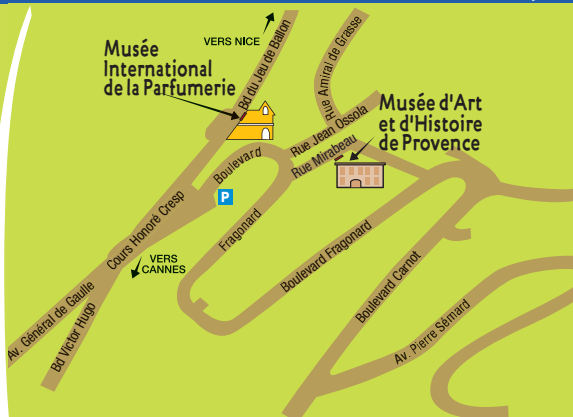 VERS NICE
Bd du Jeu de Ballon
Rue Amiral de Grasse
Musée
International
de la Parfumerie
Musée d'Art
et d'Histoire
de Provence
Rue Jean Ossola
Rue Mirabeau
Boulevard
Fragonard
P
Cours Honoré Cresp
VERS
CANNES
Boulevard Fragonard
Boulevard Carnot
Av. Général de Gaulle
Bd Victor Hugo
Av. Pierre Sémard